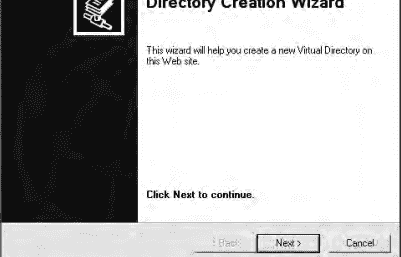 Directory Creation Wizard
This wizard will help you create a new Virtual Directory on
this Web site.
Click Next to continue.
< Back
Next >
Cancel